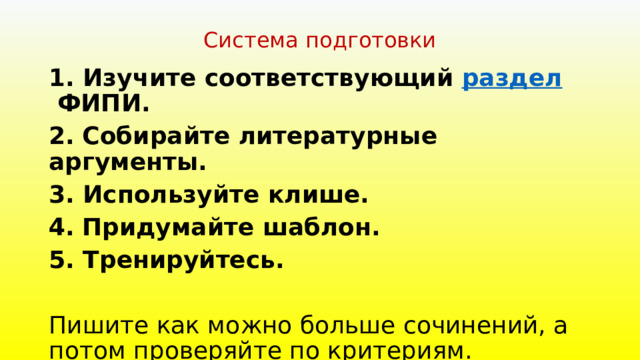 Система подготовки
1. Изучите соответствующий раздел
ФИПИ.
2. Собирайте литературные
аргументы.
3. Используйте клише.
4. Придумайте шаблон.
5. Тренируйтесь.
Пишите как можно больше сочинений, а
потом проверяйте по критериям.